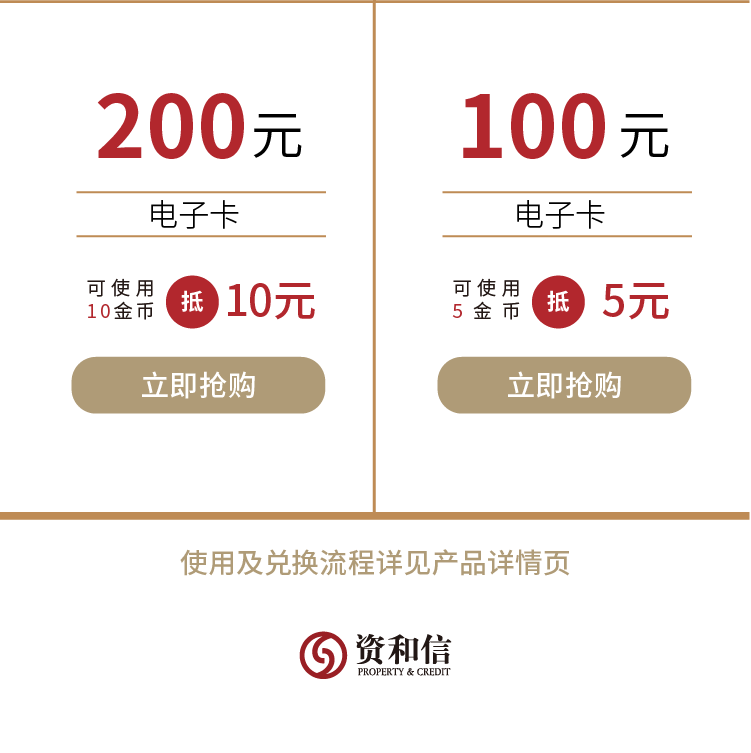 200元
电子卡
可使用
10金币
抵
10元
立即抢购
100元
电子卡
可使用
5金币
抵
5元
立即抢购
使用及兑换流程详见产品详情页
资和信
PROPERTY & CREDIT